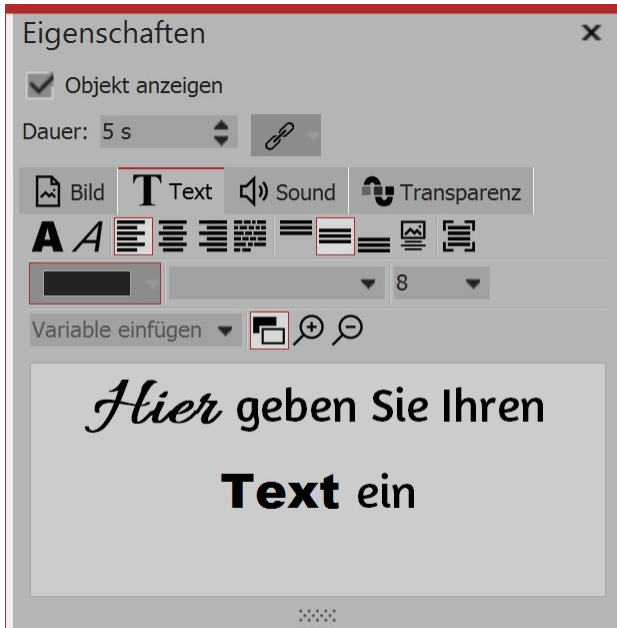 Eigenschaften
Objekt anzeigen
Dauer: 5 s
Bild T Text Sound Transparenz
A A
8
Variable einfügen
Hier geben Sie Ihren
Text ein